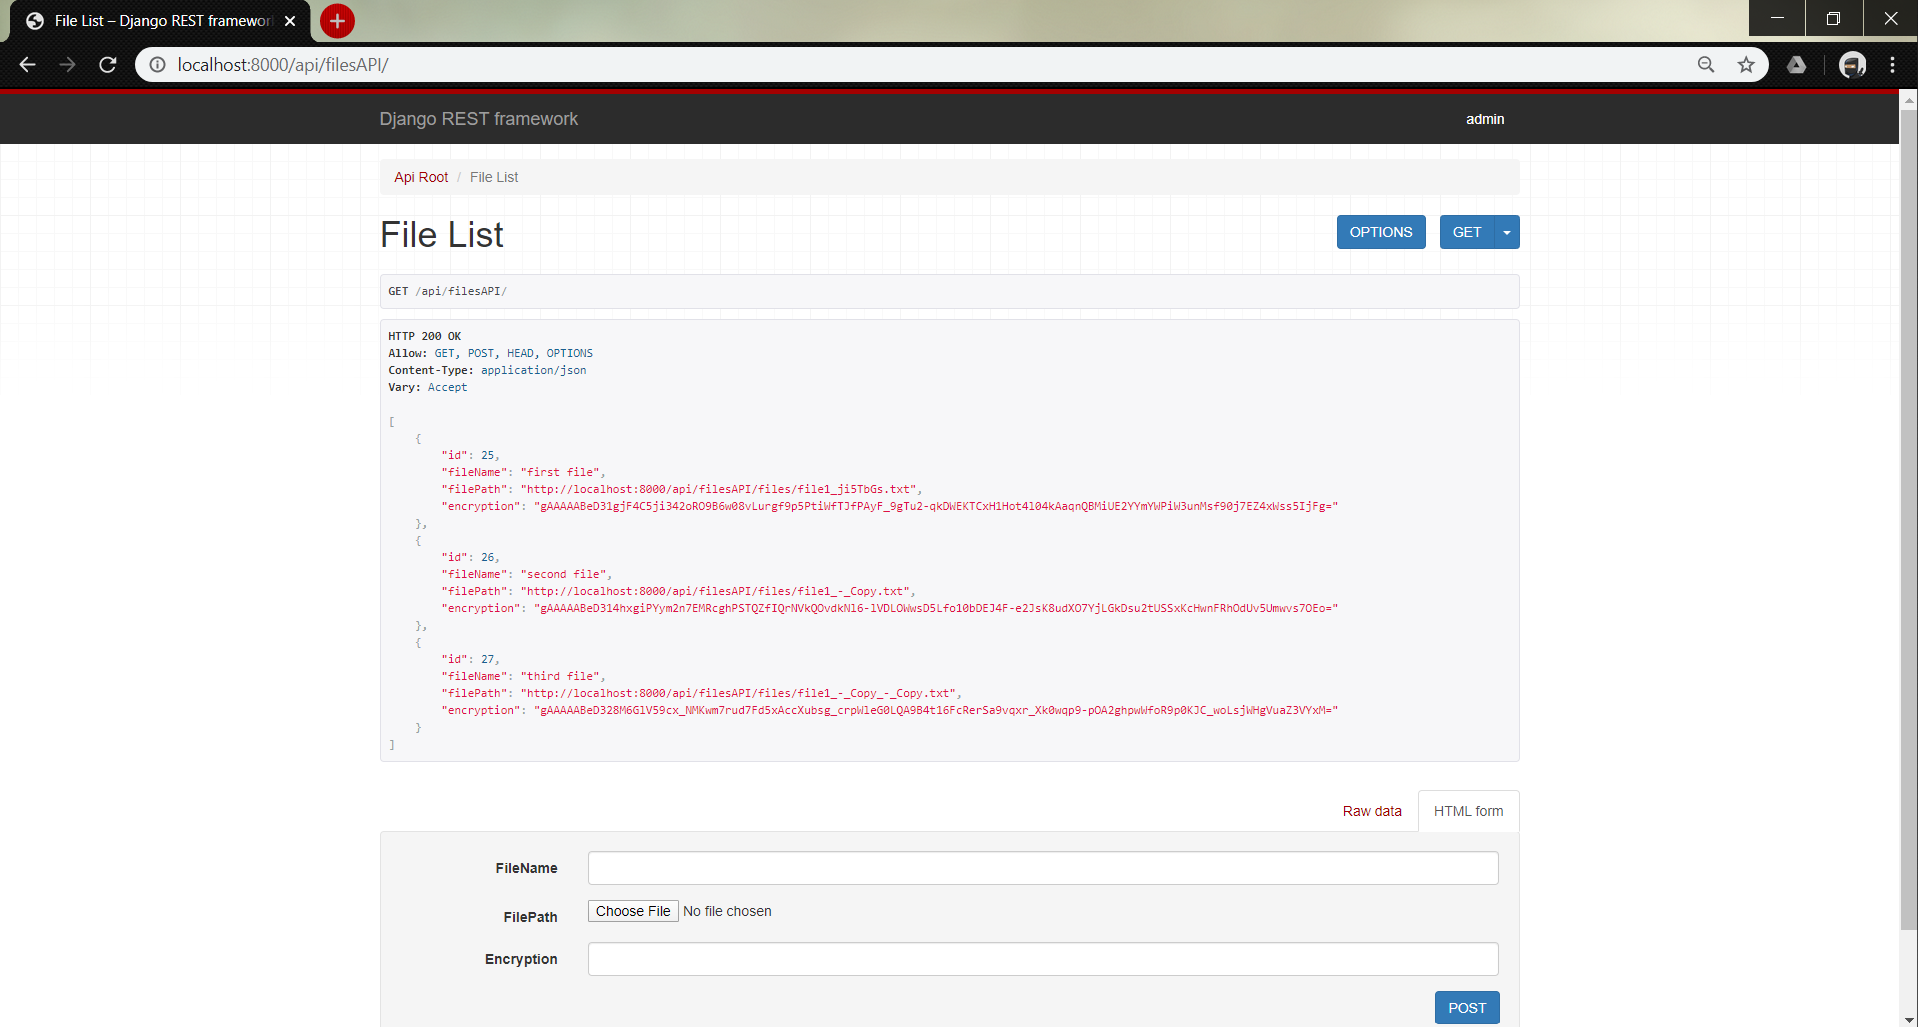 File List – Django REST framewor
localhost:8000/api/filesAPI/
Django REST framework
admin
Api Root / File List
File List
OPTIONS
GET
GET /api/filesAPI/
HTTP 200 OK
Allow: GET, POST, HEAD, OPTIONS
Content-Type: application/json
Vary: Accept
[
{
"id": 25,
"fileName": "first file",
"filePath": "http://localhost:8000/api/filesAPI/files/file1_ji5TbGs.txt",
"encryption": "gAAAAABeD31gjF4C5ji342oRO9B6w08vLurgf9p5PtiWfTJfPAyF_9gTu2-qkDWEKTCxH1Hot4l04kAaqnQBMiUE2YYmYWPiW3unMsf90j7EZ4xWss5IjFg="
},
{
"id": 26,
"fileName": "second file",
"filePath": "http://localhost:8000/api/filesAPI/files/file1_-_Copy.txt",
"encryption": "gAAAAABeD314hxgiPYym2n7EMRcghPSTQZfIQrNVkQOvdkNl6-lVDLOWwsD5Lfo10bDEJ4F-e2JsK8udXO7YjLGkDsu2tUSSxKcHwnFRhOdUv5Umwvs7OEo="
},
{
"id": 27,
"fileName": "third file",
"filePath": "http://localhost:8000/api/filesAPI/files/file1_-_Copy_-_Copy.txt",
"encryption": "gAAAAABeD328M6GlV59cx_NMKwm7rud7Fd5xAccXubsg_crpWleG0LQA9B4t16FcRerSa9vqxr_Xk0wqp9-pOA2ghpwWfoR9p0KJC_woLsjWHgVuaZ3VYxM="
}
]
Raw data
HTML form
FileName
FilePath Choose File No file chosen
Encryption
POST